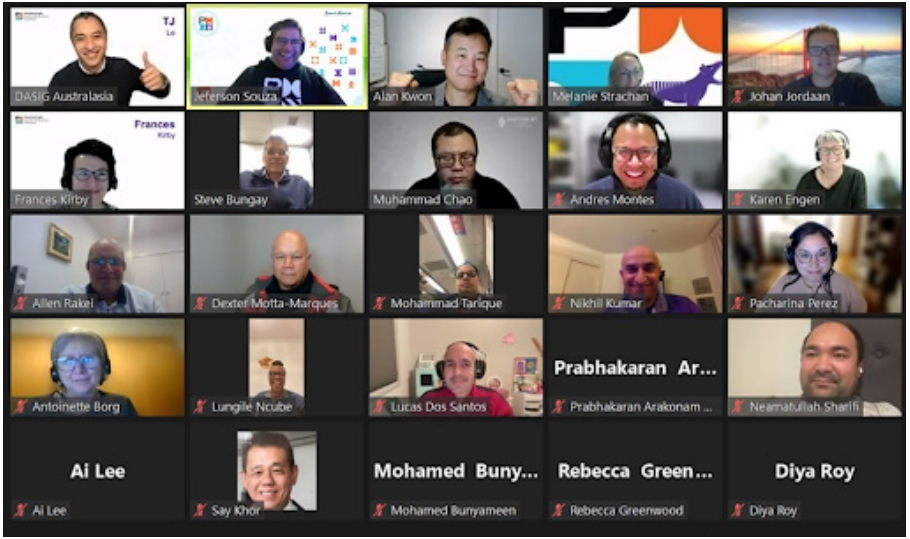 TJ
Le
DASIG Australasia
Jeferson Souza
Alan Kwon
Melanie Strachan
Johan Jordaan
Frances
Kirby
Frances Kirby
Steve Bungay
Muhammad Chao
Andres Montes
Karen Engen
Allen Rakei
Dexter Motta-Marques
Mohammad Tarique
Nikhil Kumar
Pacharina Perez
Antoinette Borg
Lungile Ncube
Lucas Dos Santos
Prabhakaran Ar...
Prabhakaran Arakonam ...
Neamatullah Sharifi
Ai Lee
Ai Lee
Say Khor
Mohamed Buny...
Mohamed Bunyameen
Rebecca Green...
Rebecca Greenwood
Diya Roy
Diya Roy